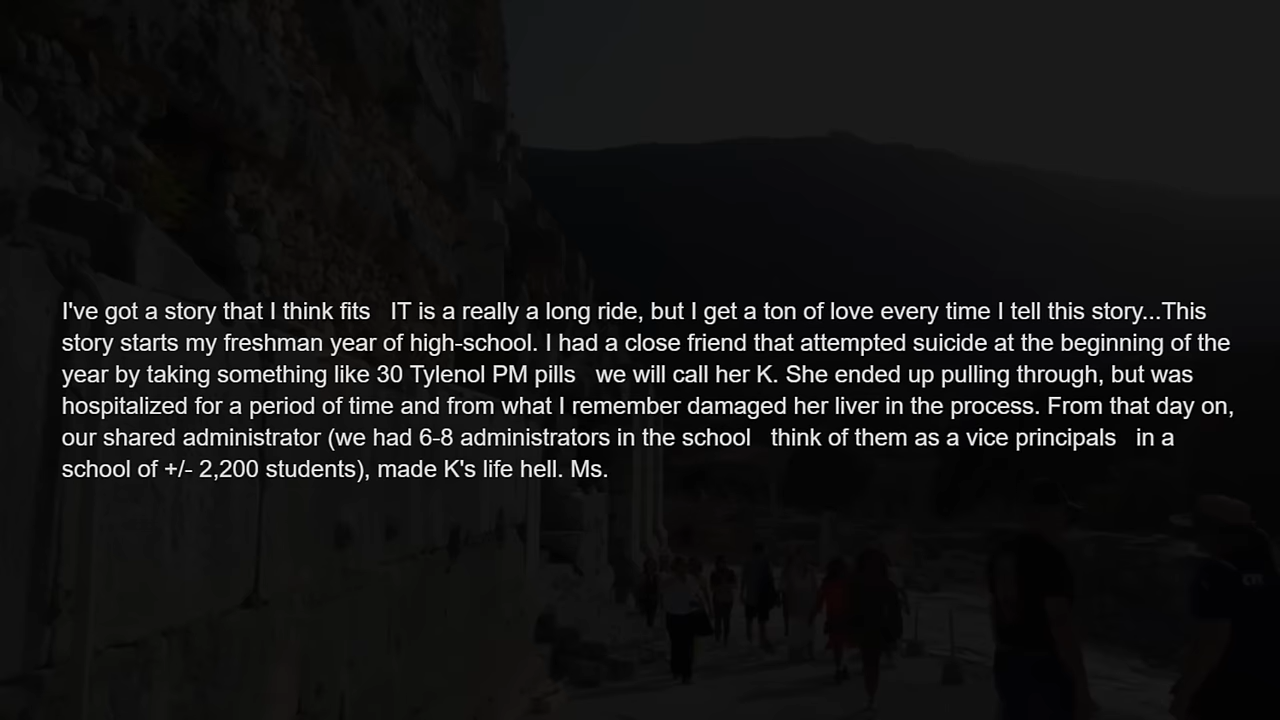 I've got a story that I think fits   IT is a really a long ride, but I get a ton of love every time I tell this story...This
story starts my freshman year of high-school. I had a close friend that attempted suicide at the beginning of the
year by taking something like 30 Tylenol PM pills   we will call her K. She ended up pulling through, but was
hospitalized for a period of time and from what I remember damaged her liver in the process. From that day on,
our shared administrator (we had 6-8 administrators in the school   think of them as a vice principals   in a
school of +/- 2,200 students), made K's life hell. Ms.